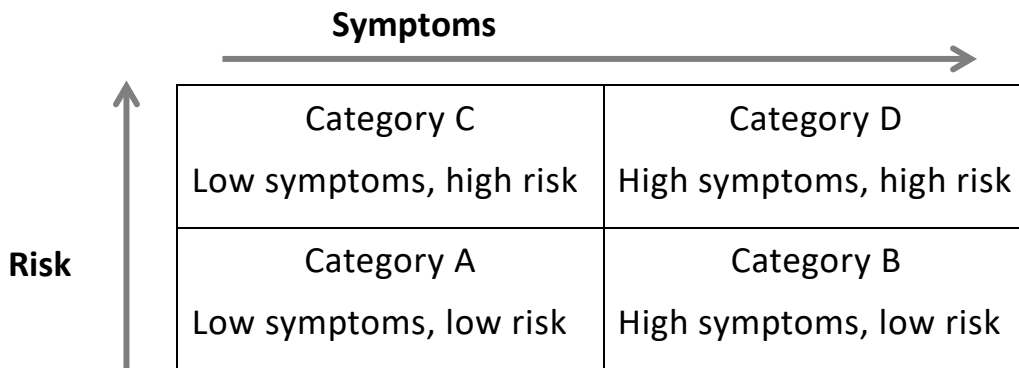 Symptoms
Category C
Low symptoms, high risk
Category D
High symptoms, high risk
Risk
Category A
Low symptoms, low risk
Category B
High symptoms, low risk